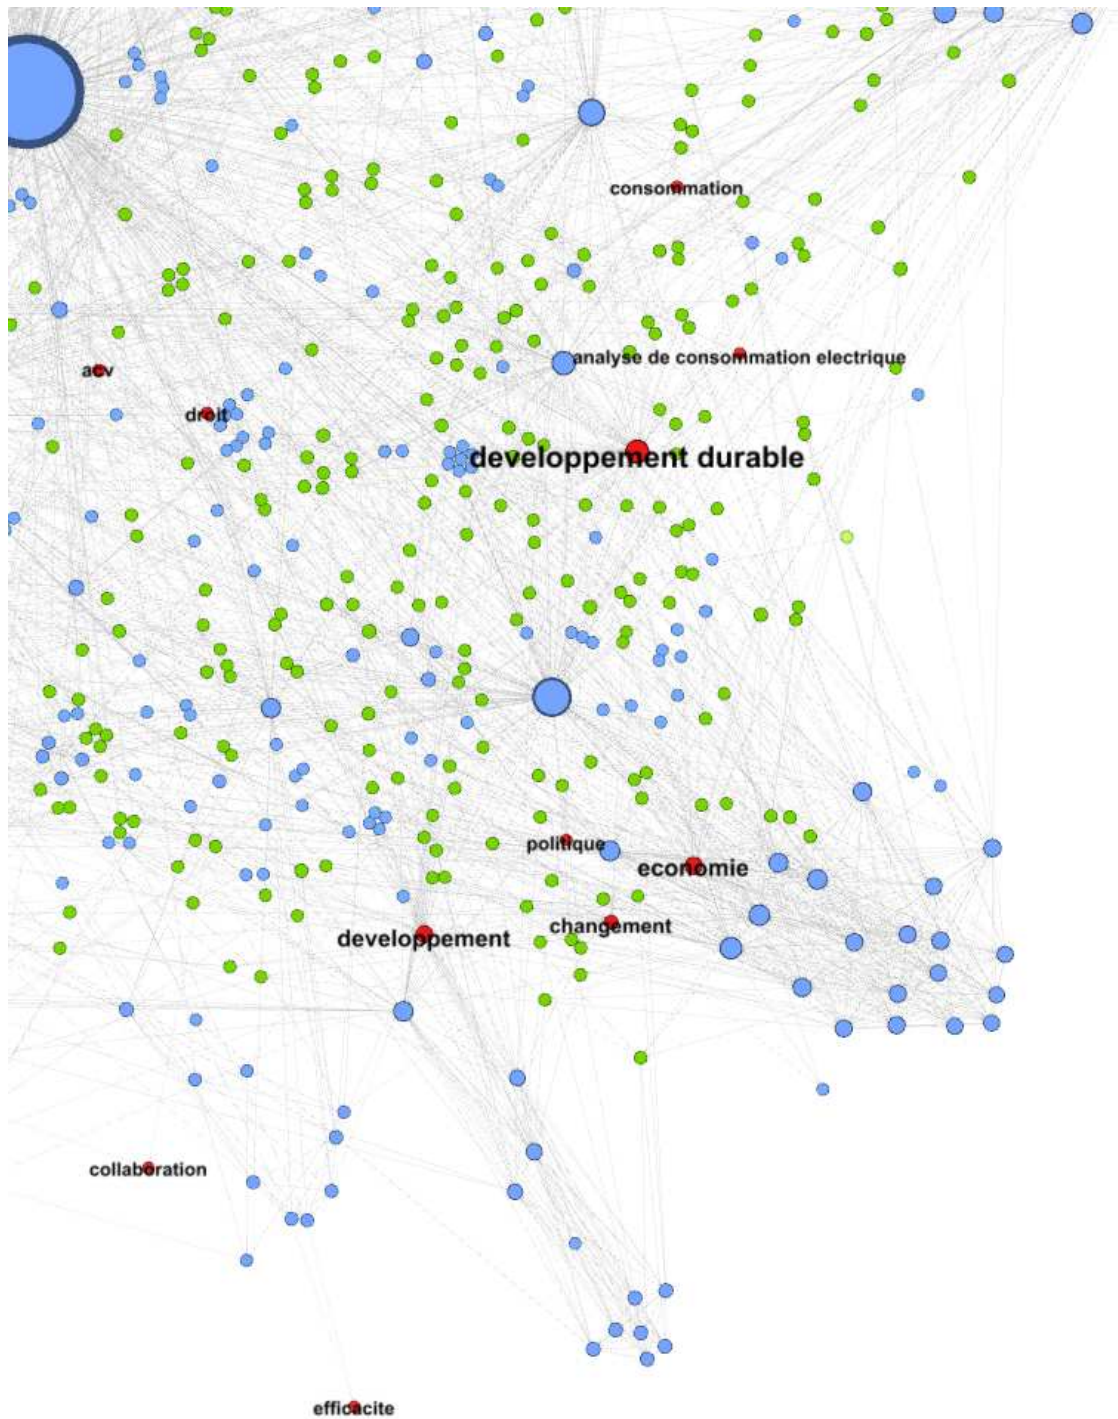 consommation
analyse de consommation electrique
acv
droit
developpement durable
politique
economie
changement
developpement
collaboration
efficacite